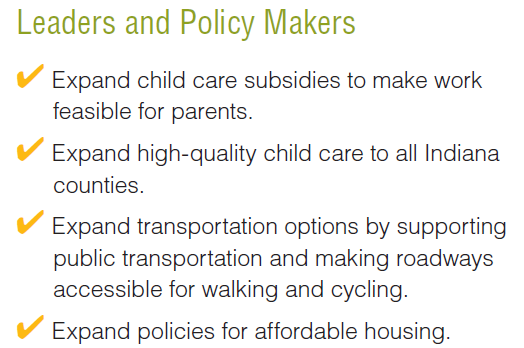 Leaders and Policy Makers
✔ Expand child care subsidies to make work
feasible for parents.
✔ Expand high-quality child care to all Indiana
counties.
✔ Expand transportation options by supporting
public transportation and making roadways
accessible for walking and cycling.
✔ Expand policies for affordable housing.